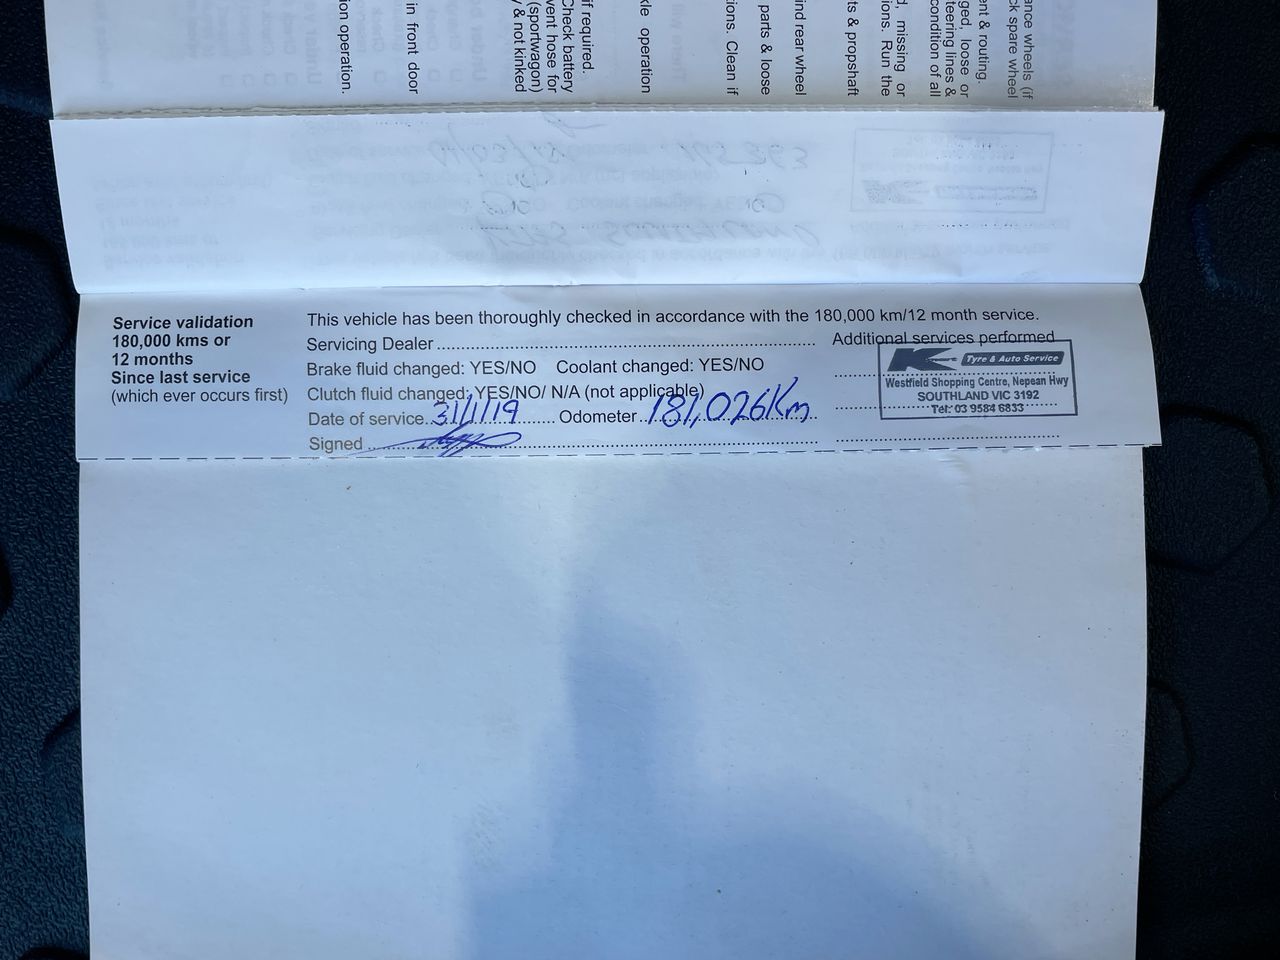 ance wheels (if
ck spare wheel
ent & routing.
ged, loose or
teering lines &
condition of all
missing or
ions. Run the
ts & propshaft
ind rear wheel
parts & loose
ions. Clean if
kle operation
if required.
Check battery
vent hose for
(sportwagon)
& not kinked
in front door
ion operation.
Service validation
180,000 kms or
12 months
Since last service
(which ever occurs first)
This vehicle has been thoroughly checked in accordance with the 180,000 km/12 month service.
Servicing Dealer
Brake fluid changed: YES/NO Coolant changed: YES/NO
Clutch fluid changed: YES/NO/ N/A (not applicable)
Date of service 31/1/19 Odometer 181,026Km
Signed
Additional services performed
Kmart Tyre & Auto Service
Westfield Shopping Centre, Nepean Hwy
SOUTHLAND VIC 3192
Tel: 03 9584 6833